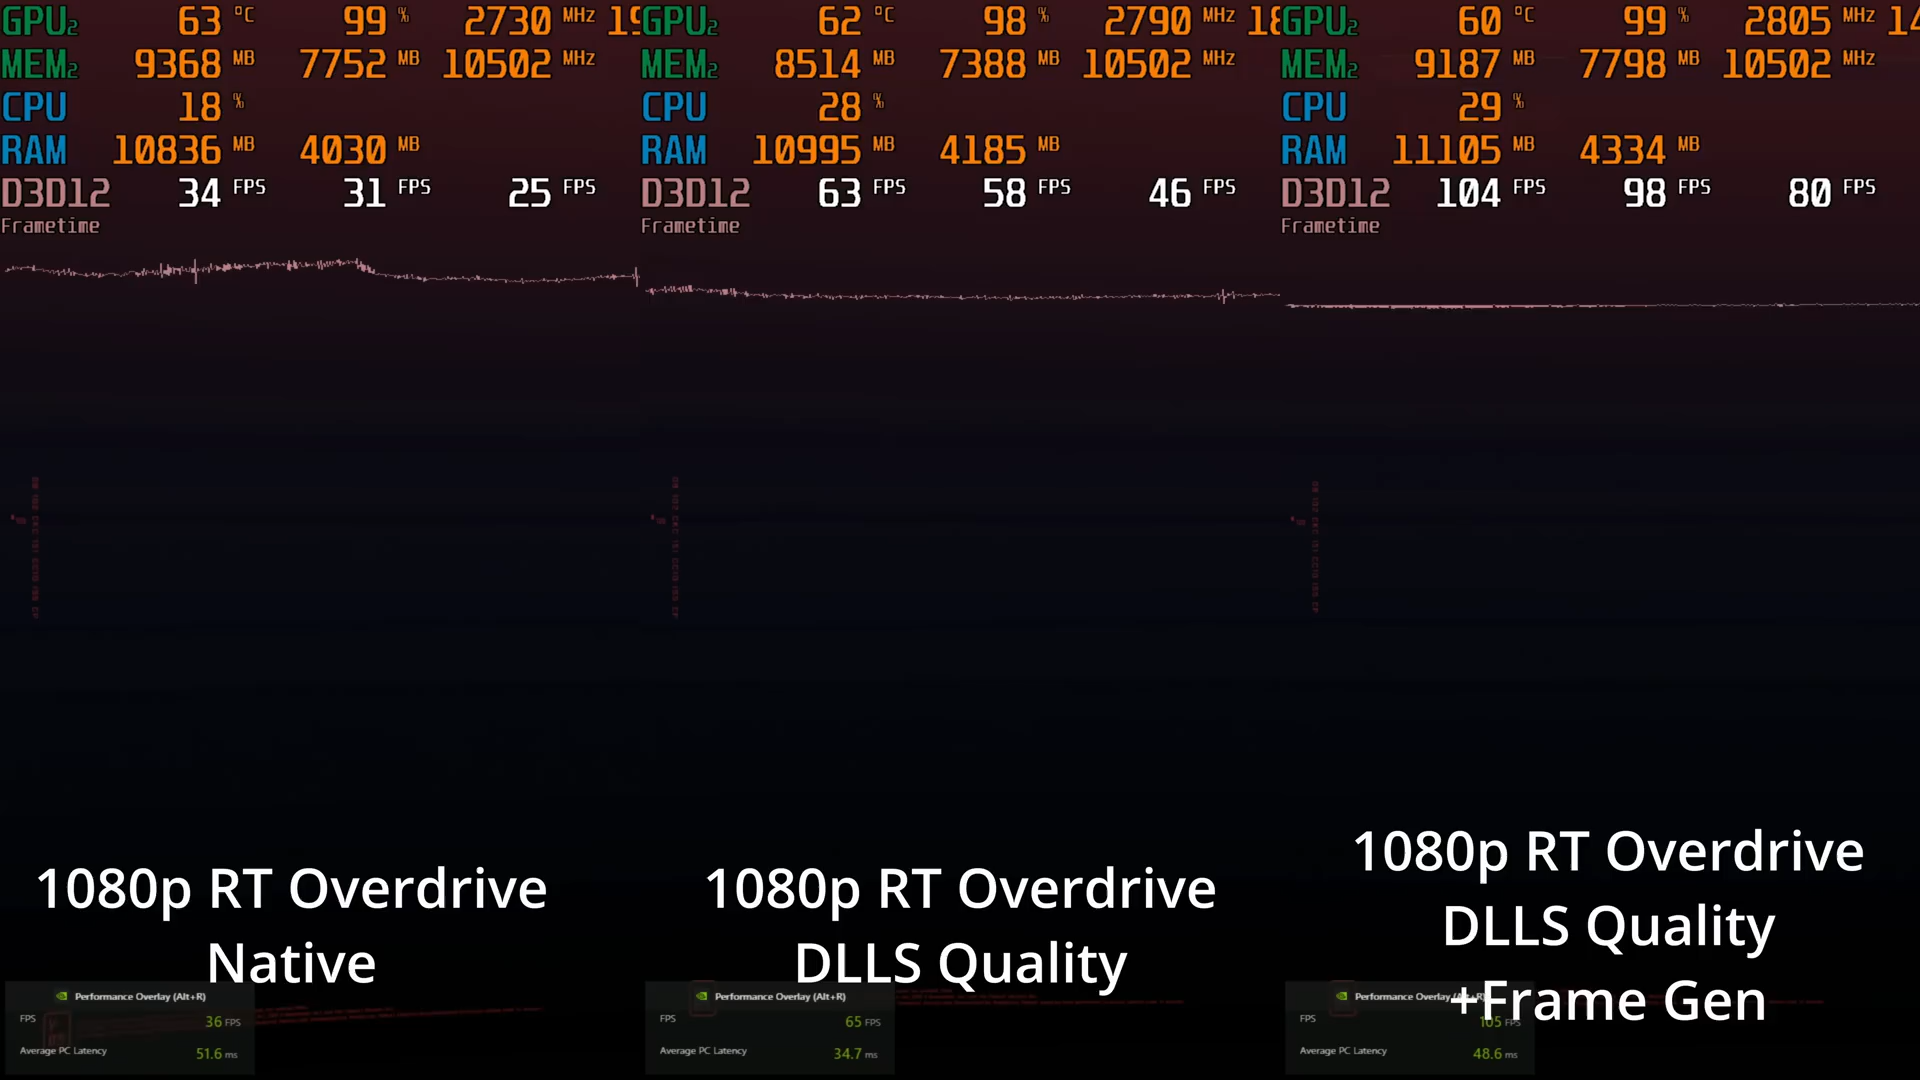 GPU2 63 °C 99 % 2730 MHz 19
MEM2 9368 MB 7752 MB 10502 MHz
CPU 18 %
RAM 10836 MB 4030 MB
D3D12 34 FPS 31 FPS 25 FPS
Frametime
1080p RT Overdrive
Native
Performance Overlay (Alt+R)
FPS 36 FPS
Average PC Latency 51.6 ms
GPU2 62 °C 98 % 2790 MHz 18
MEM2 8514 MB 7388 MB 10502 MHz
CPU 28 %
RAM 10995 MB 4185 MB
D3D12 63 FPS 58 FPS 46 FPS
Frametime
1080p RT Overdrive
DLLS Quality
Performance Overlay (Alt+R)
FPS 65 FPS
Average PC Latency 34.7 ms
GPU2 60 °C 99 % 2805 MHz 14
MEM2 9187 MB 7798 MB 10502 MHz
CPU 29 %
RAM 11105 MB 4334 MB
D3D12 104 FPS 98 FPS 80 FPS
Frametime
1080p RT Overdrive
DLLS Quality
+Frame Gen
Performance Overlay (Alt+R)
FPS 105 FPS
Average PC Latency 48.6 ms